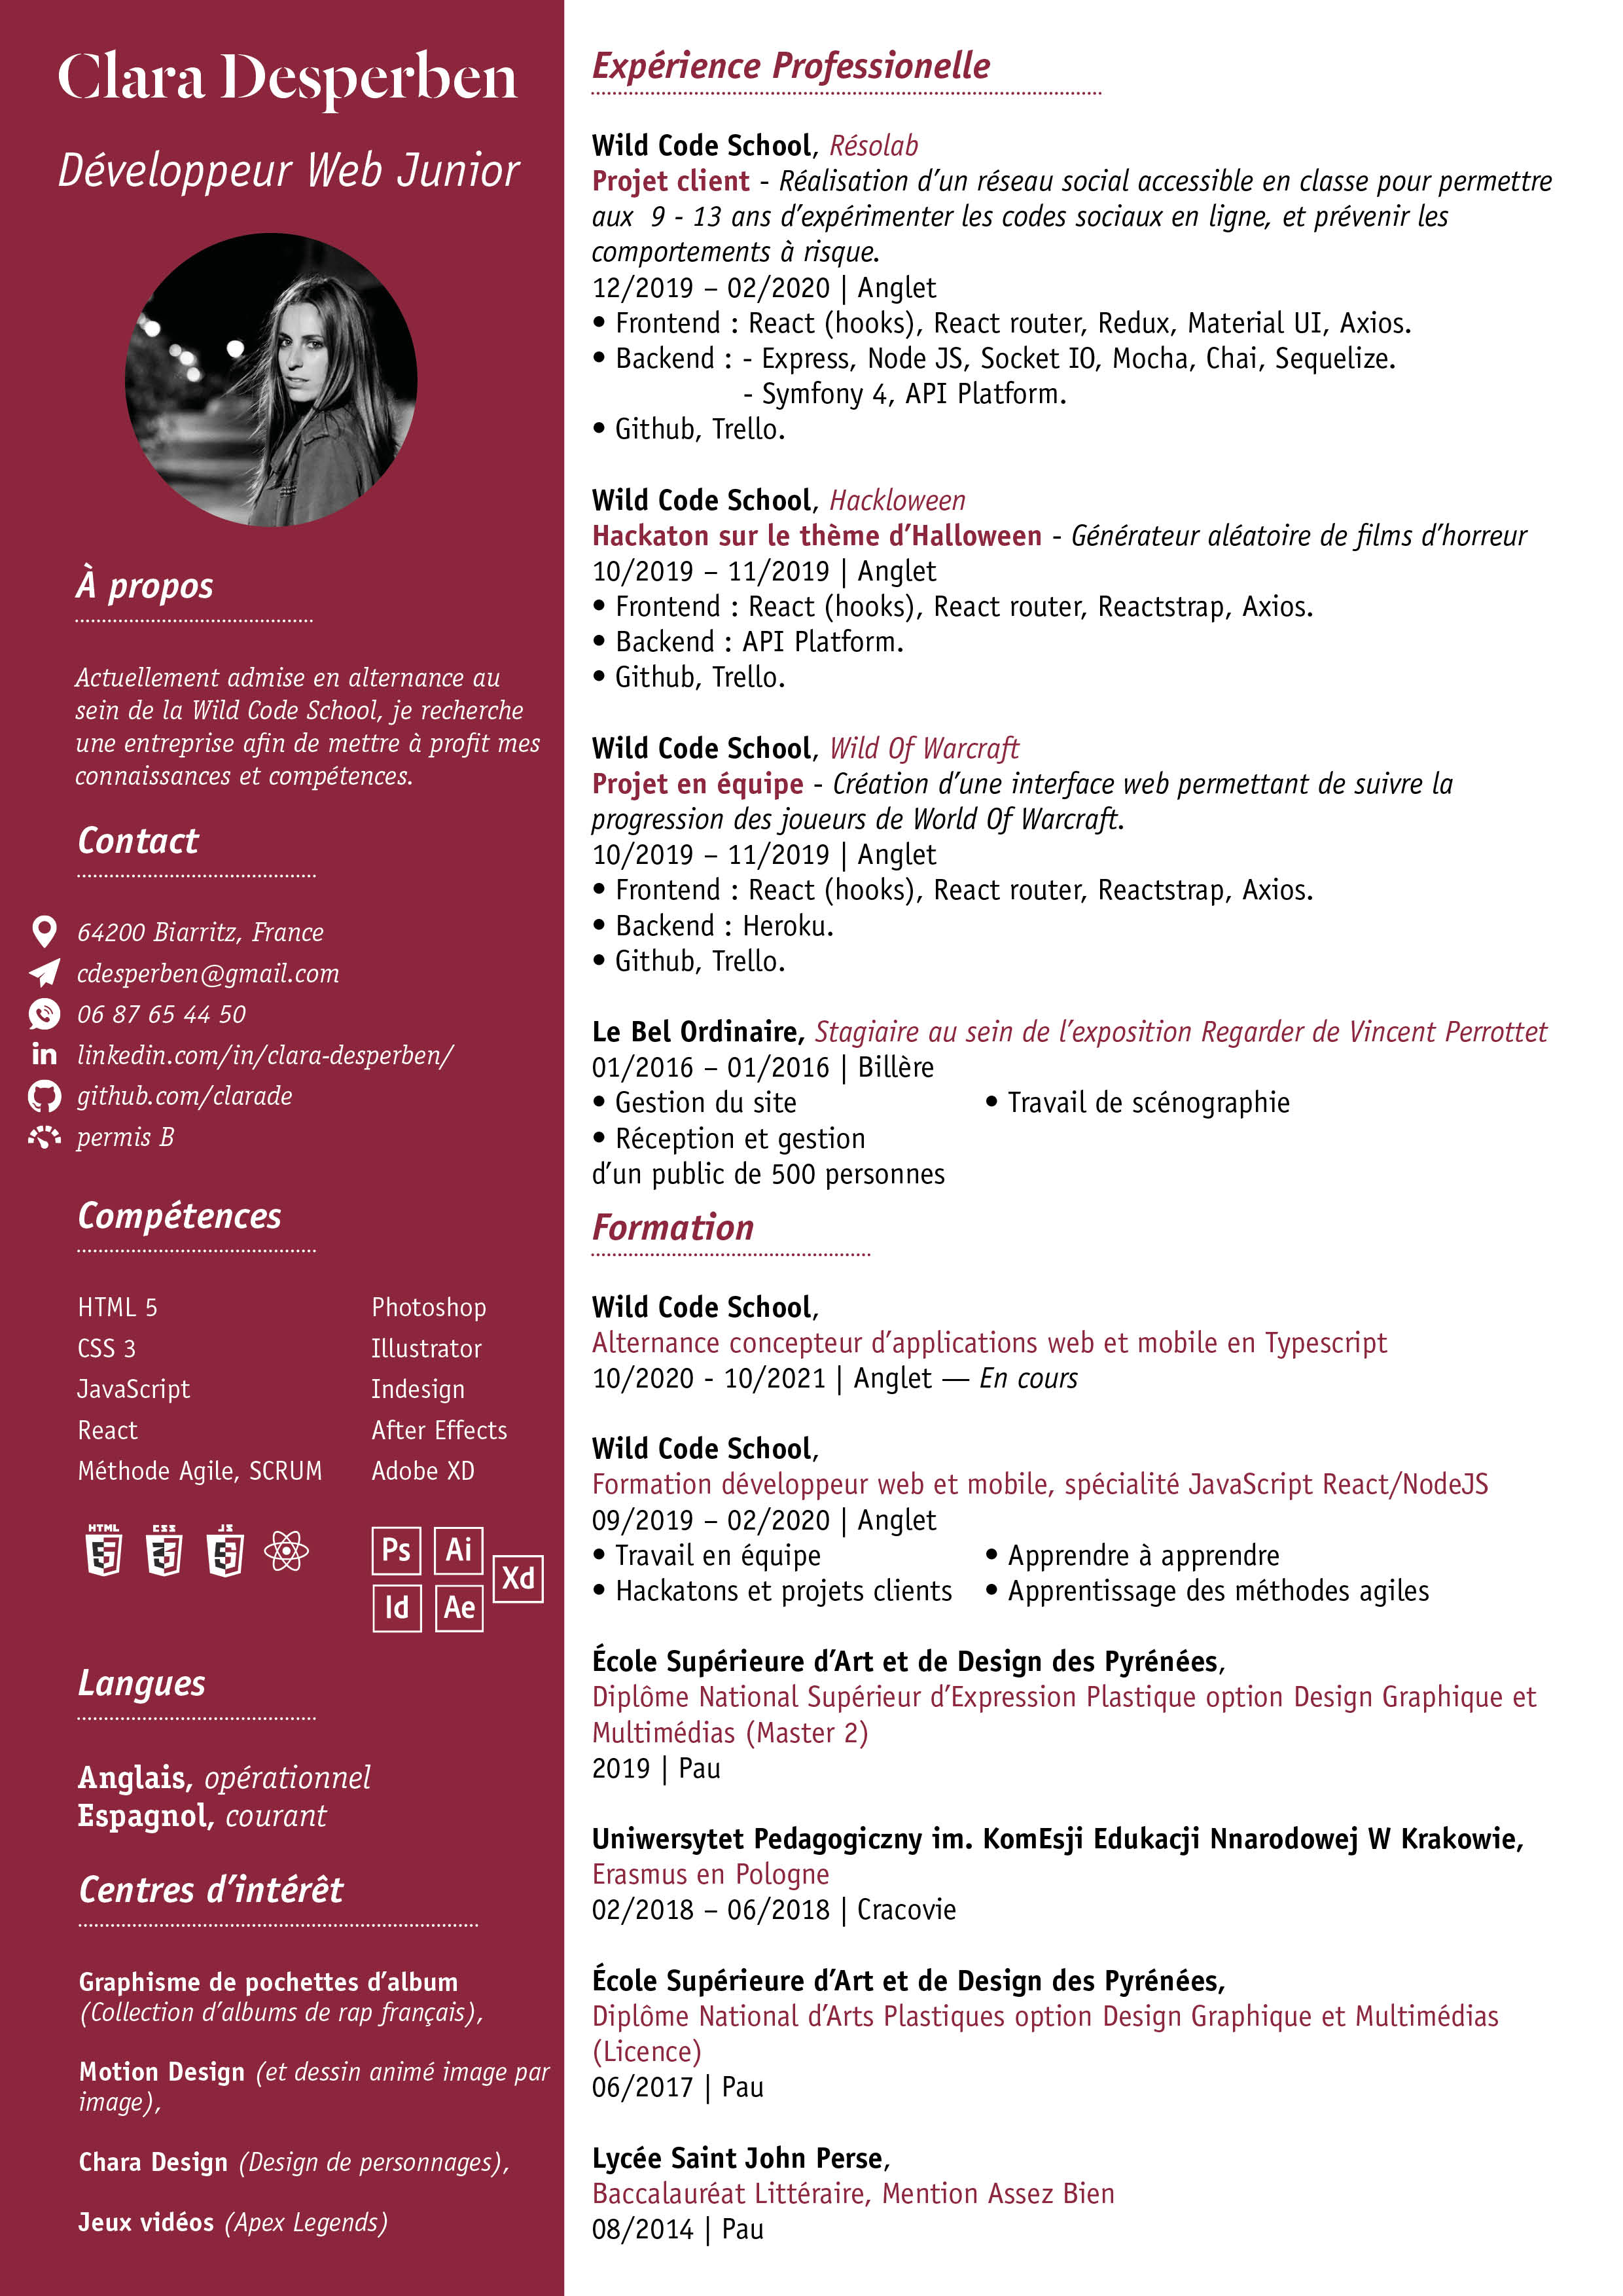 Clara Desperben
Développeur Web Junior
À propos
Actuellement admise en alternance au
sein de la Wild Code School, je recherche
une entreprise afin de mettre à profit mes
connaissances et compétences.
Contact
64200 Biarritz, France
cdesperben@gmail.com
06 87 65 44 50
in linkedin.com/in/clara-desperben/
github.com/clarade
permis B
Compétences
HTML 5
CSS 3
JavaScript
React
Méthode Agile, SCRUM
HTML CSS JS
Photoshop
Illustrator
Indesign
After Effects
Adobe XD
Ps Ai
Xd
Id Ae
Langues
Anglais, opérationnel
Espagnol, courant
Centres d’intérêt
Graphisme de pochettes d’album
(Collection d’albums de rap français),
Motion Design (et dessin animé image par
image),
Chara Design (Design de personnages),
Jeux vidéos (Apex Legends)
Expérience Professionelle
Wild Code School, Résolab
Projet client - Réalisation d’un réseau social accessible en classe pour permettre
aux 9 - 13 ans d’expérimenter les codes sociaux en ligne, et prévenir les
comportements à risque.
12/2019 – 02/2020 | Anglet
• Frontend : React (hooks), React router, Redux, Material UI, Axios.
• Backend : - Express, Node JS, Socket IO, Mocha, Chai, Sequelize.
- Symfony 4, API Platform.
• Github, Trello.
Wild Code School, Hackloween
Hackaton sur le thème d’Halloween - Générateur aléatoire de films d’horreur
10/2019 – 11/2019 | Anglet
• Frontend : React (hooks), React router, Reactstrap, Axios.
• Backend : API Platform.
• Github, Trello.
Wild Code School, Wild Of Warcraft
Projet en équipe - Création d’une interface web permettant de suivre la
progression des joueurs de World Of Warcraft.
10/2019 – 11/2019 | Anglet
• Frontend : React (hooks), React router, Reactstrap, Axios.
• Backend : Heroku.
• Github, Trello.
Le Bel Ordinaire, Stagiaire au sein de l’exposition Regarder de Vincent Perrottet
01/2016 – 01/2016 | Billère
• Gestion du site • Travail de scénographie
• Réception et gestion
d’un public de 500 personnes
Formation
Wild Code School,
Alternance concepteur d’applications web et mobile en Typescript
10/2020 - 10/2021 | Anglet — En cours
Wild Code School,
Formation développeur web et mobile, spécialité JavaScript React/NodeJS
09/2019 – 02/2020 | Anglet
• Travail en équipe • Apprendre à apprendre
• Hackatons et projets clients • Apprentissage des méthodes agiles
École Supérieure d’Art et de Design des Pyrénées,
Diplôme National Supérieur d’Expression Plastique option Design Graphique et
Multimédias (Master 2)
2019 | Pau
Uniwersytet Pedagogiczny im. KomEsji Edukacji Nnarodowej W Krakowie,
Erasmus en Pologne
02/2018 – 06/2018 | Cracovie
École Supérieure d’Art et de Design des Pyrénées,
Diplôme National d’Arts Plastiques option Design Graphique et Multimédias
(Licence)
06/2017 | Pau
Lycée Saint John Perse,
Baccalauréat Littéraire, Mention Assez Bien
08/2014 | Pau